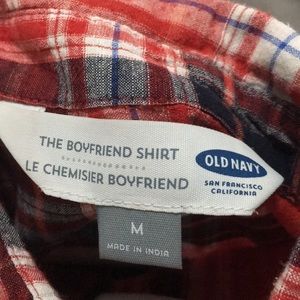 THE BOYFRIEND SHIRT
LE CHEMISIER BOYFRIEND
OLD NAVY
SAN FRANCISCO
CALIFORNIA
M
MADE IN INDIA